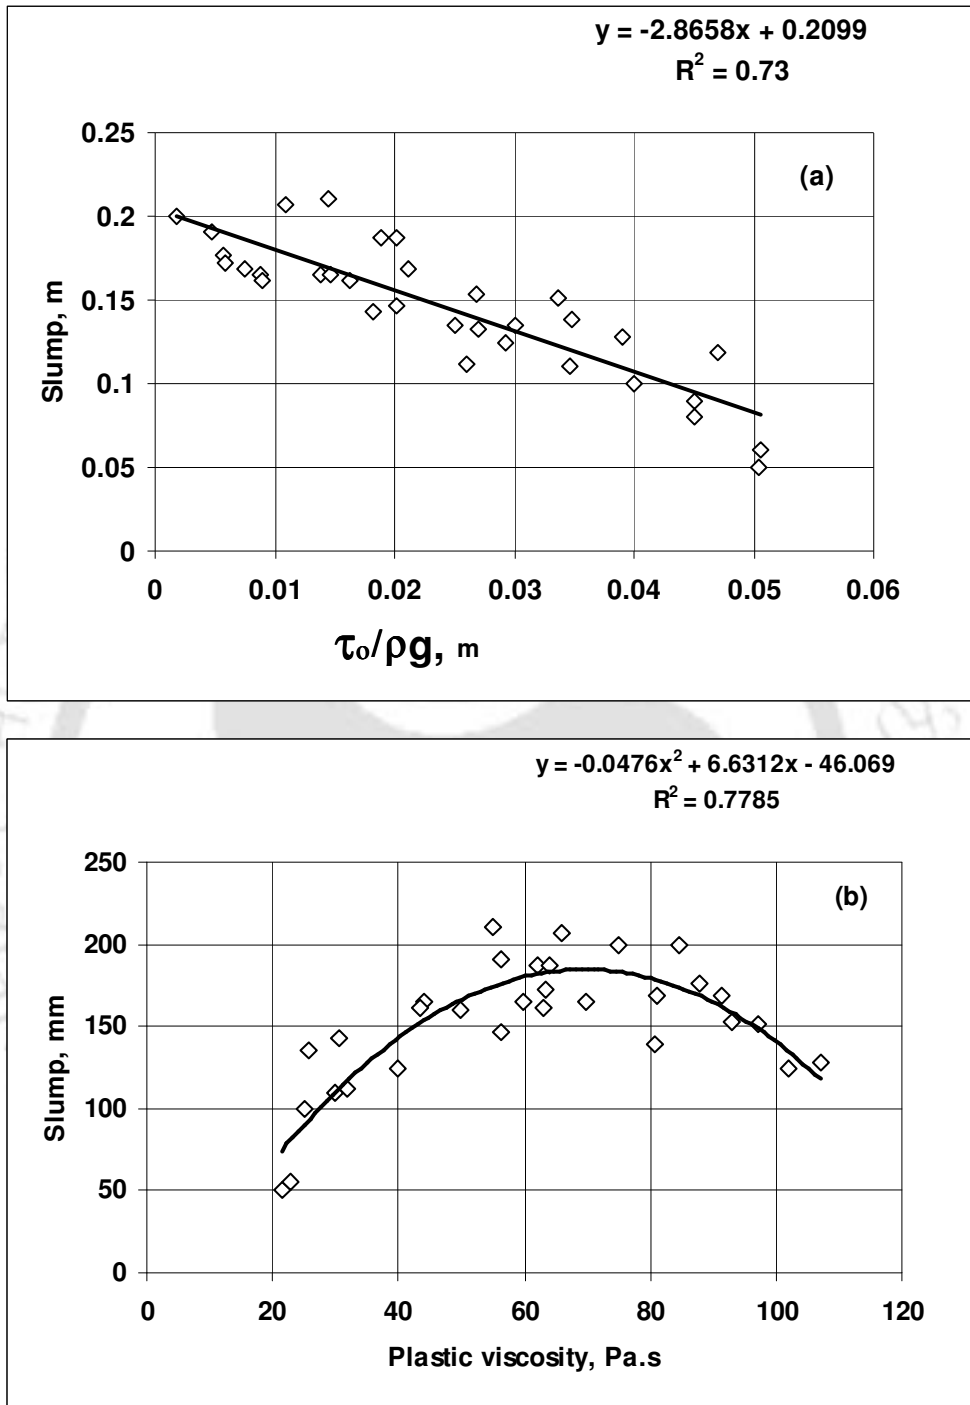 y = -2.8658x + 0.2099
R² = 0.73
(a)
0.25
0.2
0.15
0.1
0.05
0
Slump, m
0 0.01 0.02 0.03 0.04 0.05 0.06
τo/ρg, m
y = -0.0476x² + 6.6312x - 46.069
R² = 0.7785
(b)
250
200
150
100
50
0
Slump, mm
0 20 40 60 80 100 120
Plastic viscosity, Pa.s